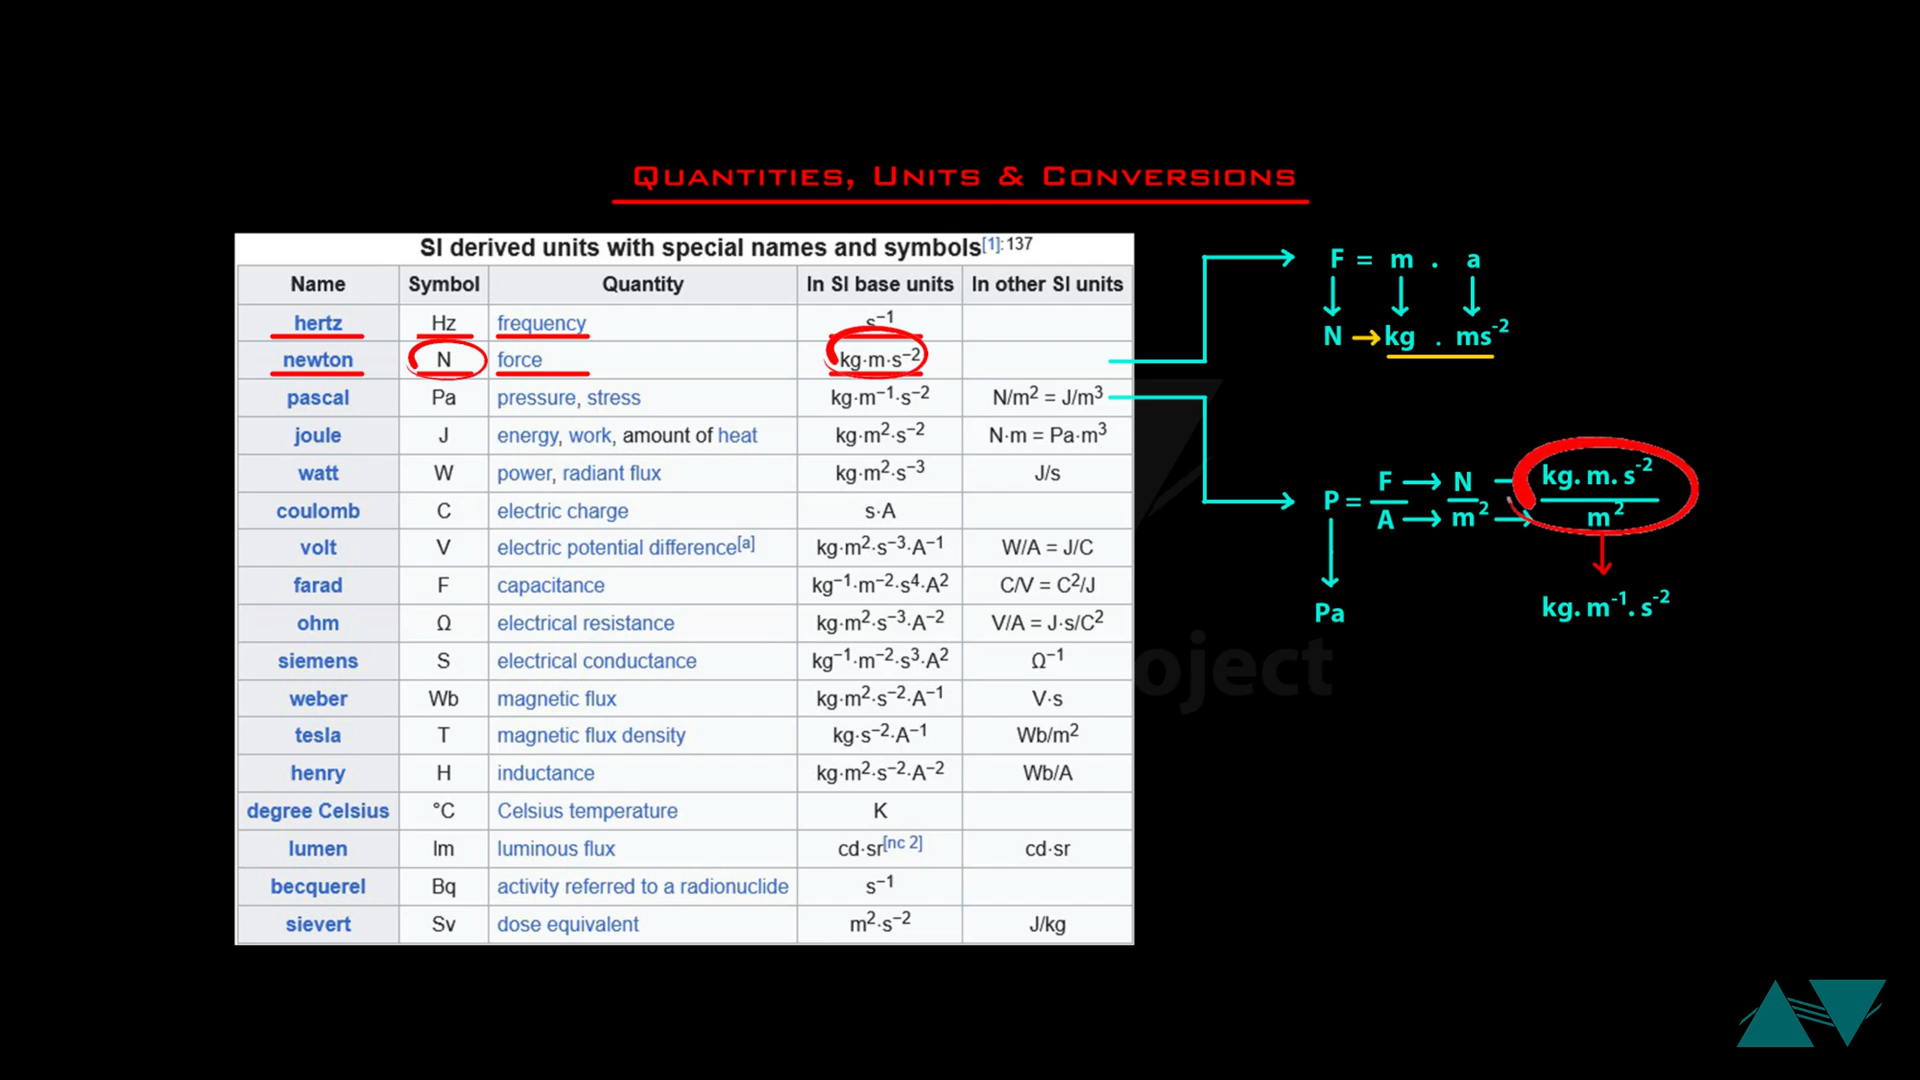 QUANTITIES, UNITS & CONVERSIONS
SI derived units with special names and symbols[1]:137
Name Symbol Quantity In SI base units In other SI units
hertz Hz frequency s⁻¹
newton N force kg·m·s⁻²
pascal Pa pressure, stress kg·m⁻¹·s⁻² N/m² = J/m³
joule J energy, work, amount of heat kg·m²·s⁻² N·m = Pa·m³
watt W power, radiant flux kg·m²·s⁻³ J/s
coulomb C electric charge s·A
volt V electric potential difference[a] kg·m²·s⁻³·A⁻¹ W/A = J/C
farad F capacitance kg⁻¹·m⁻²·s⁴·A² C/V = C²/J
ohm Ω electrical resistance kg·m²·s⁻³·A⁻² V/A = J·s/C²
siemens S electrical conductance kg⁻¹·m⁻²·s³·A² Ω⁻¹
weber Wb magnetic flux kg·m²·s⁻²·A⁻¹ V·s
tesla T magnetic flux density kg·s⁻²·A⁻¹ Wb/m²
henry H inductance kg·m²·s⁻²·A⁻² Wb/A
degree Celsius °C Celsius temperature K
lumen lm luminous flux cd·sr[nc 2] cd·sr
becquerel Bq activity referred to a radionuclide s⁻¹
sievert Sv dose equivalent m²·s⁻² J/kg
F = m . a
N → kg . ms⁻²
P = F → N → kg. m. s⁻²
A → m² → m²
Pa
kg. m⁻¹. s⁻²
oject